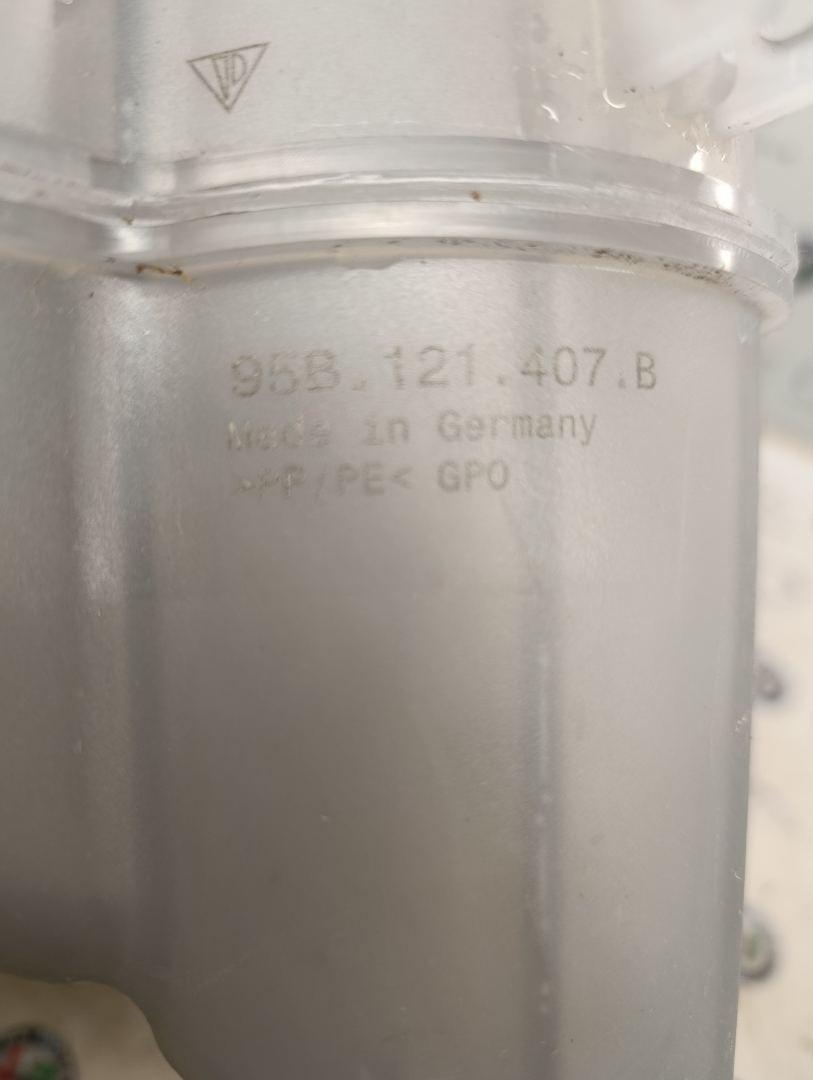 95B.121.407.B
Made in Germany
>PP/PE< GPO